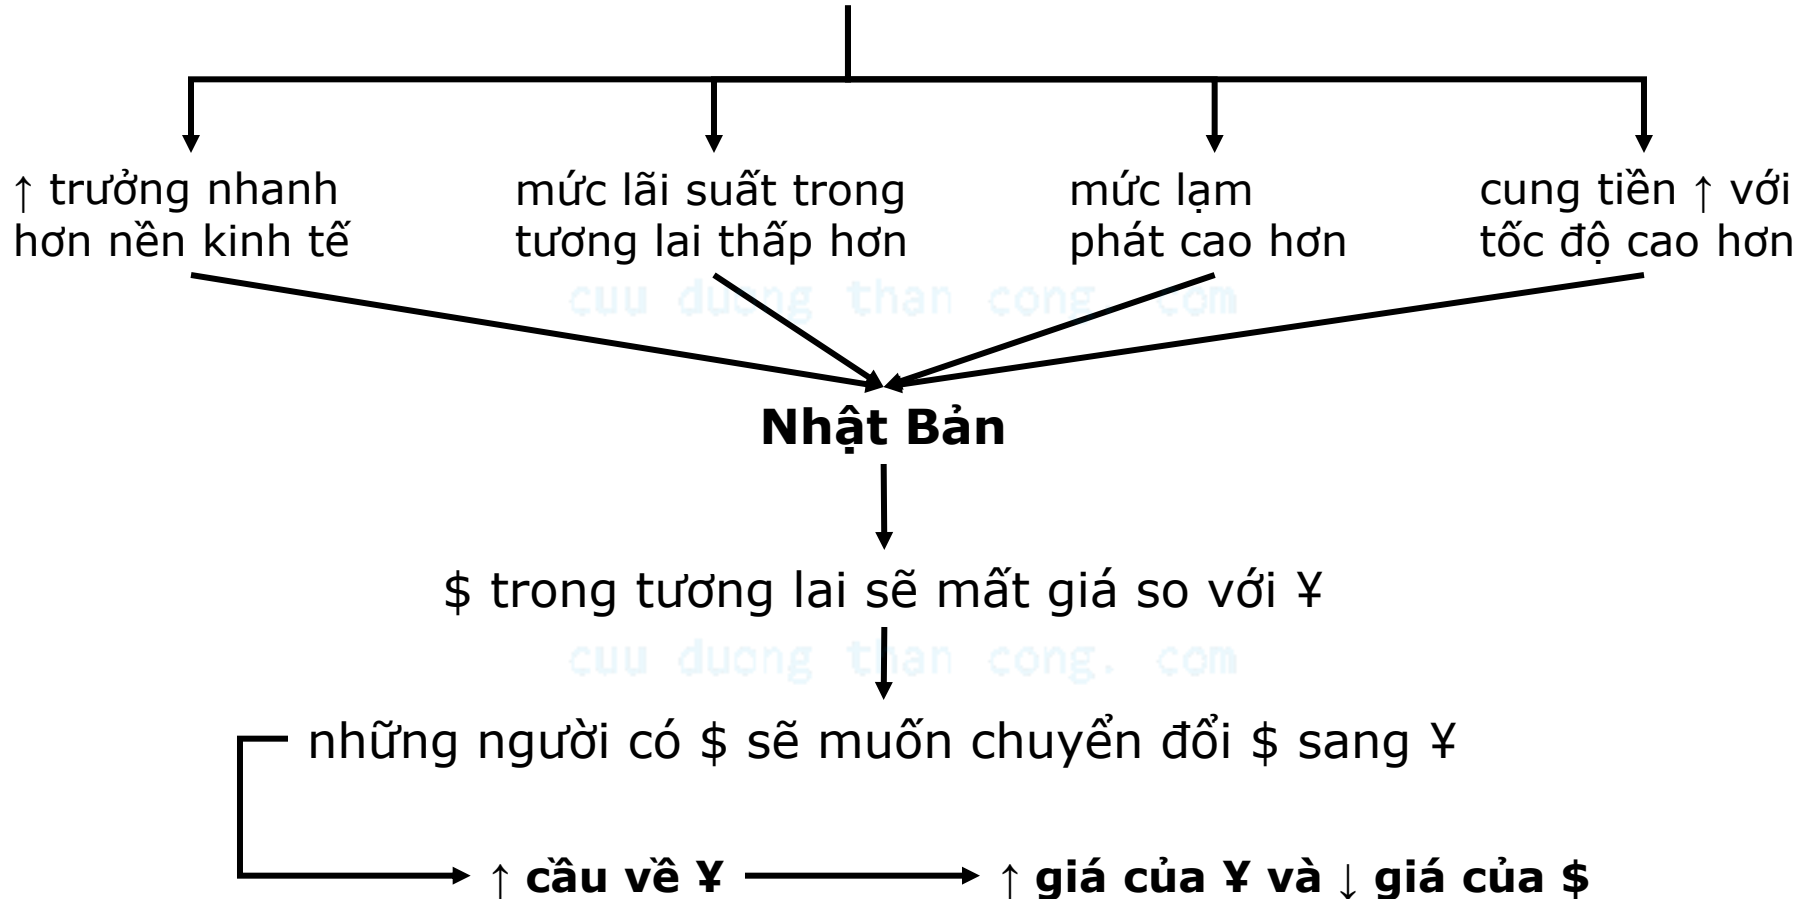 ↑ trưởng nhanh
hơn nền kinh tế
mức lãi suất trong
tương lai thấp hơn
mức lạm
phát cao hơn
cung tiền ↑ với
tốc độ cao hơn
cuu duong than cong. com
Nhật Bản
$ trong tương lai sẽ mất giá so với ¥
cuu duong than cong. com
những người có $ sẽ muốn chuyển đổi $ sang ¥
↑ cầu về ¥
↑ giá của ¥ và ↓ giá của $